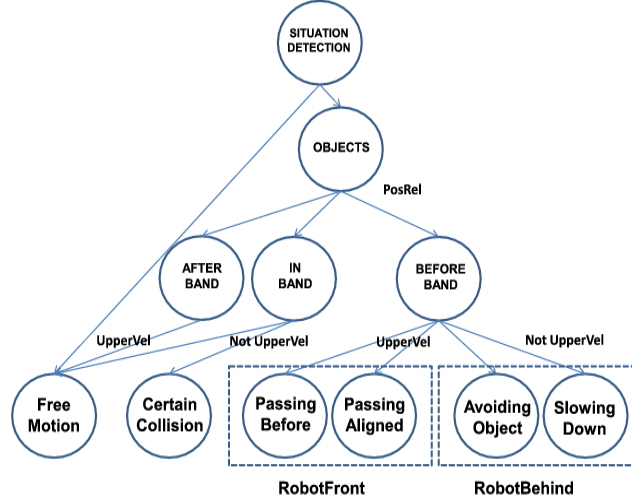 SITUATION
DETECTION
OBJECTS
PosRel
AFTER
BAND
IN
BAND
BEFORE
BAND
UpperVel
Not UpperVel
UpperVel
Not UpperVel
Free
Motion
Certain
Collision
Passing
Before
Passing
Aligned
Avoiding
Object
Slowing
Down
RobotFront
RobotBehind